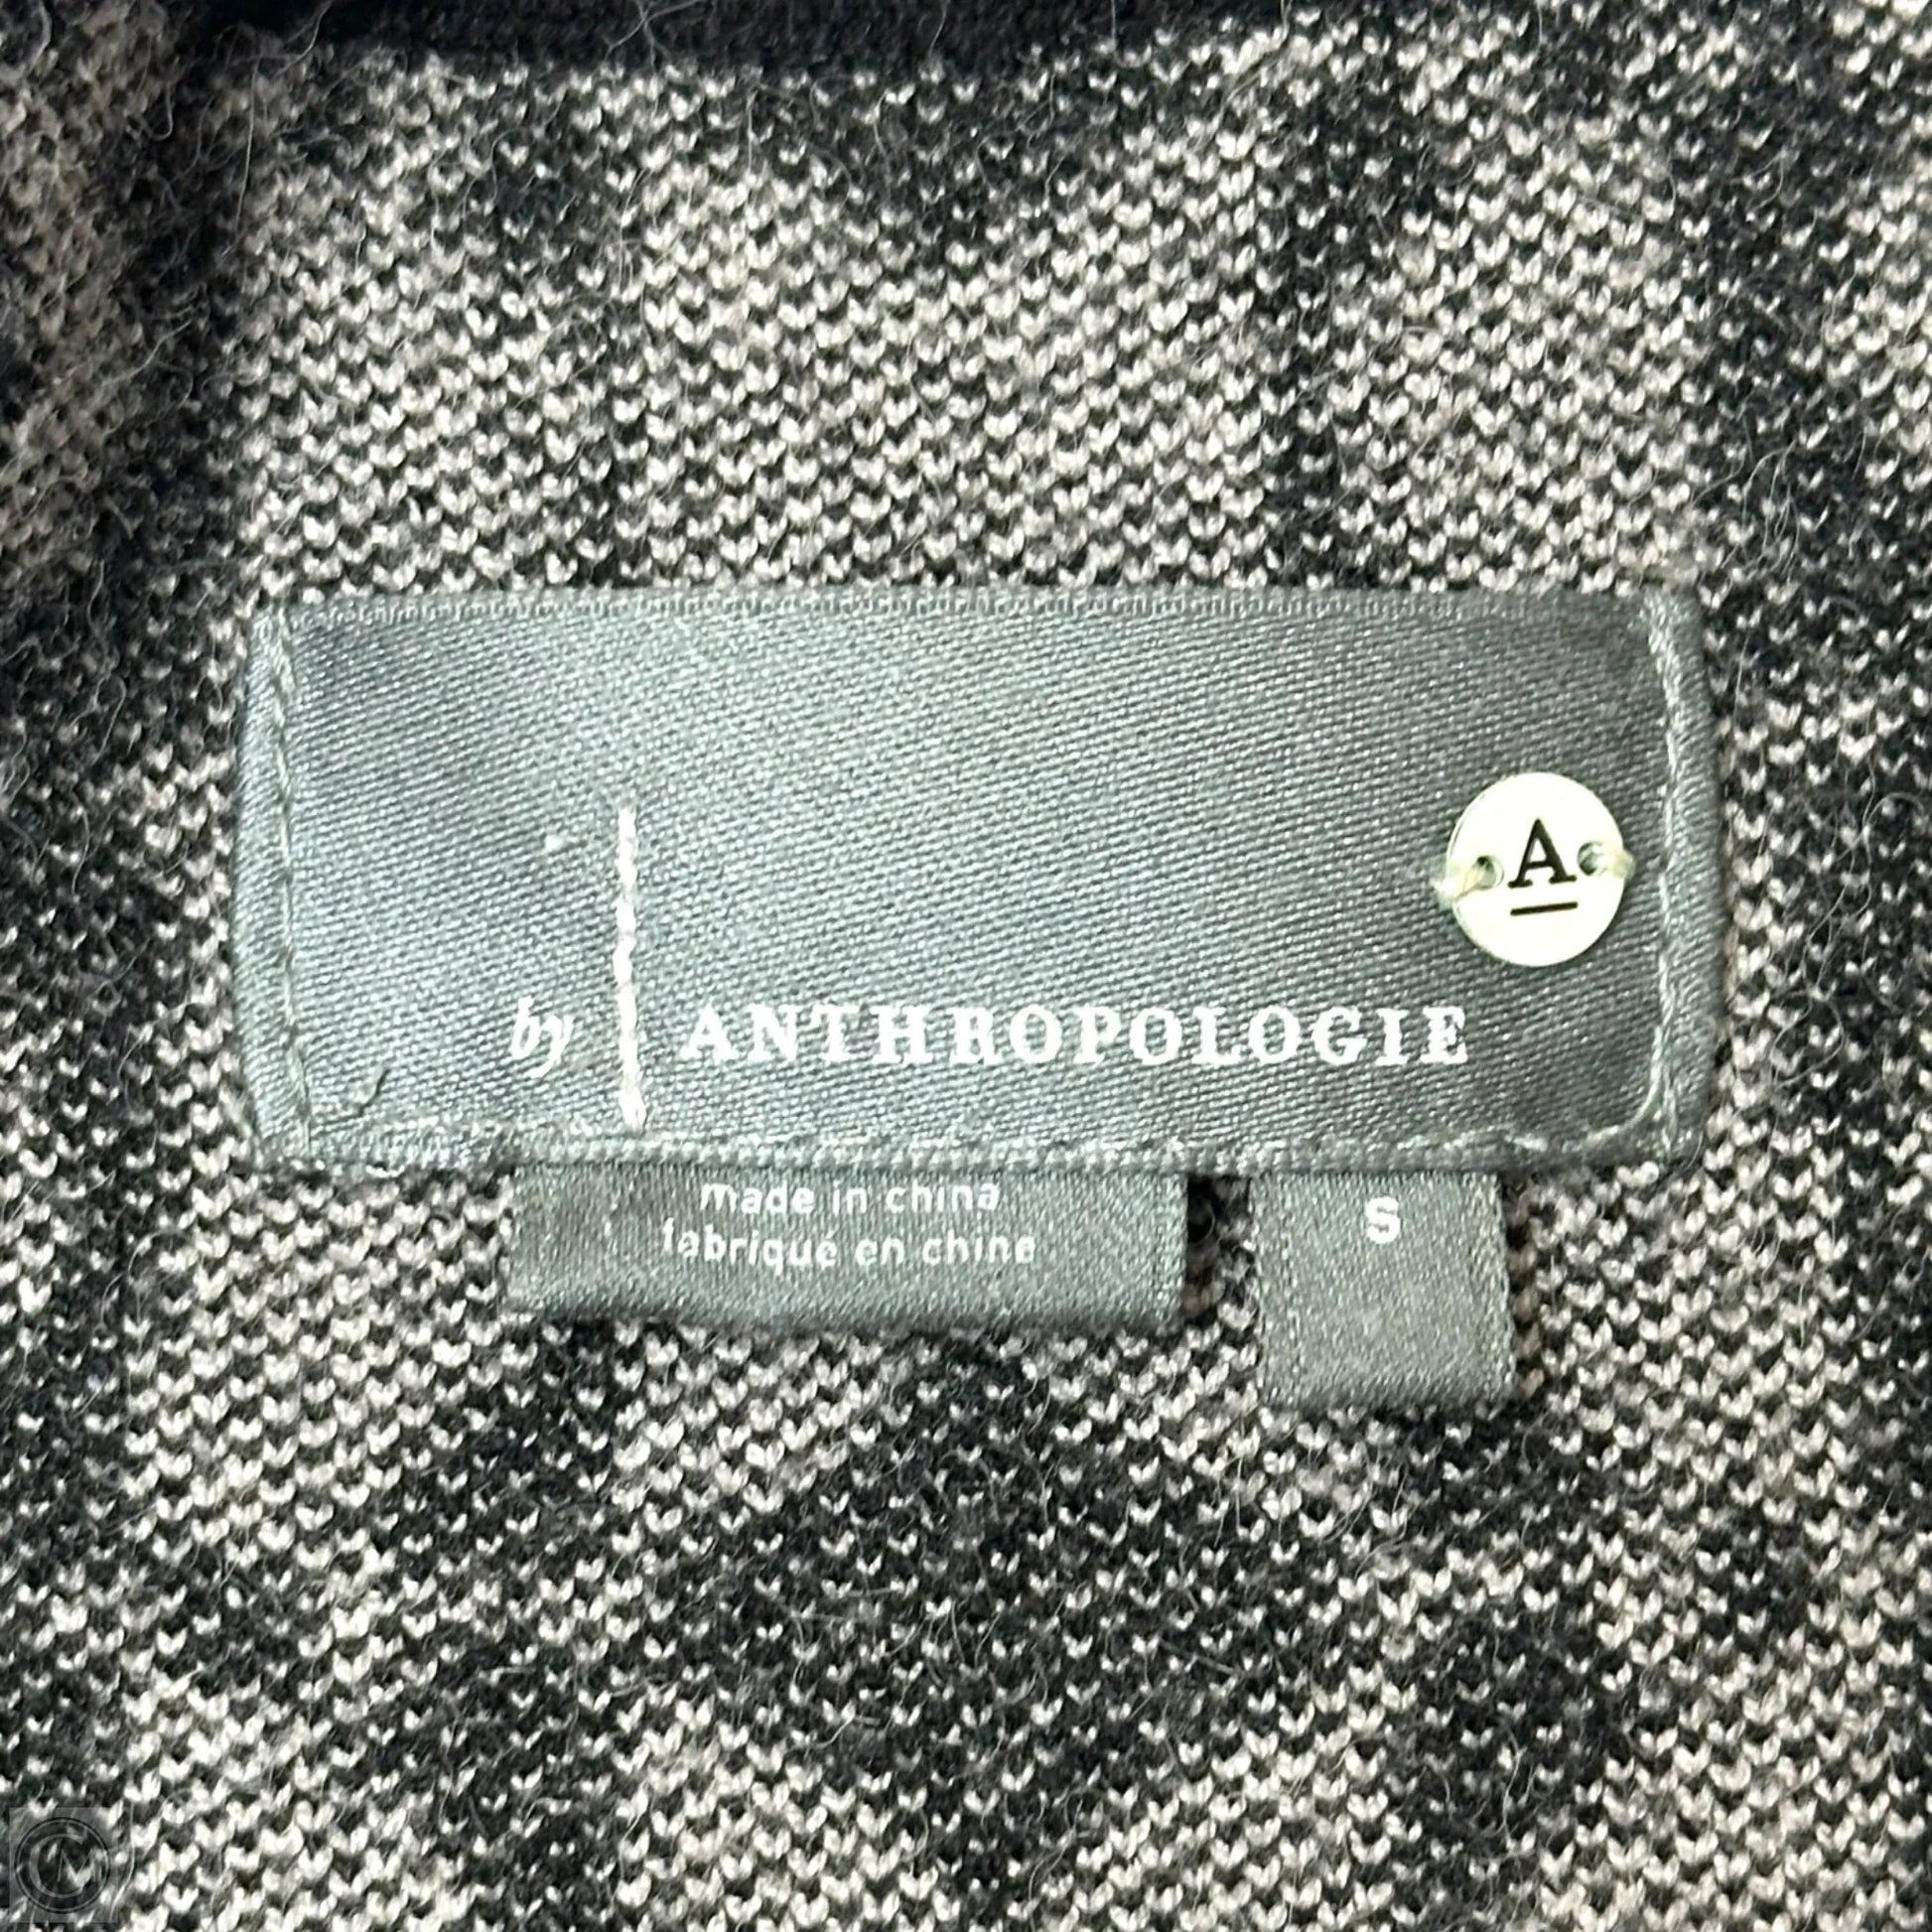 A
by ANTHROPOLOGIE
made in china
fabriqué en chine
S